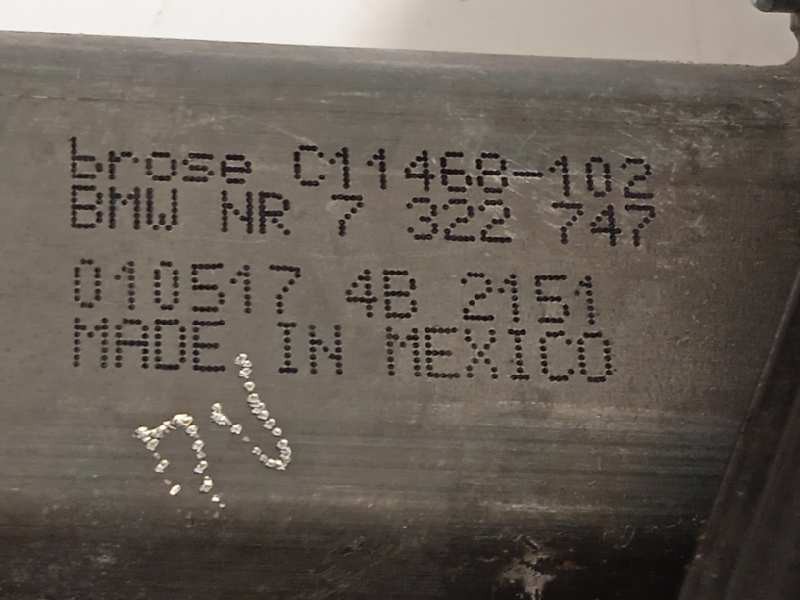 brose C11468-102
BMW NR 7 322 747
010517 4B 2151
MADE IN MEXICO